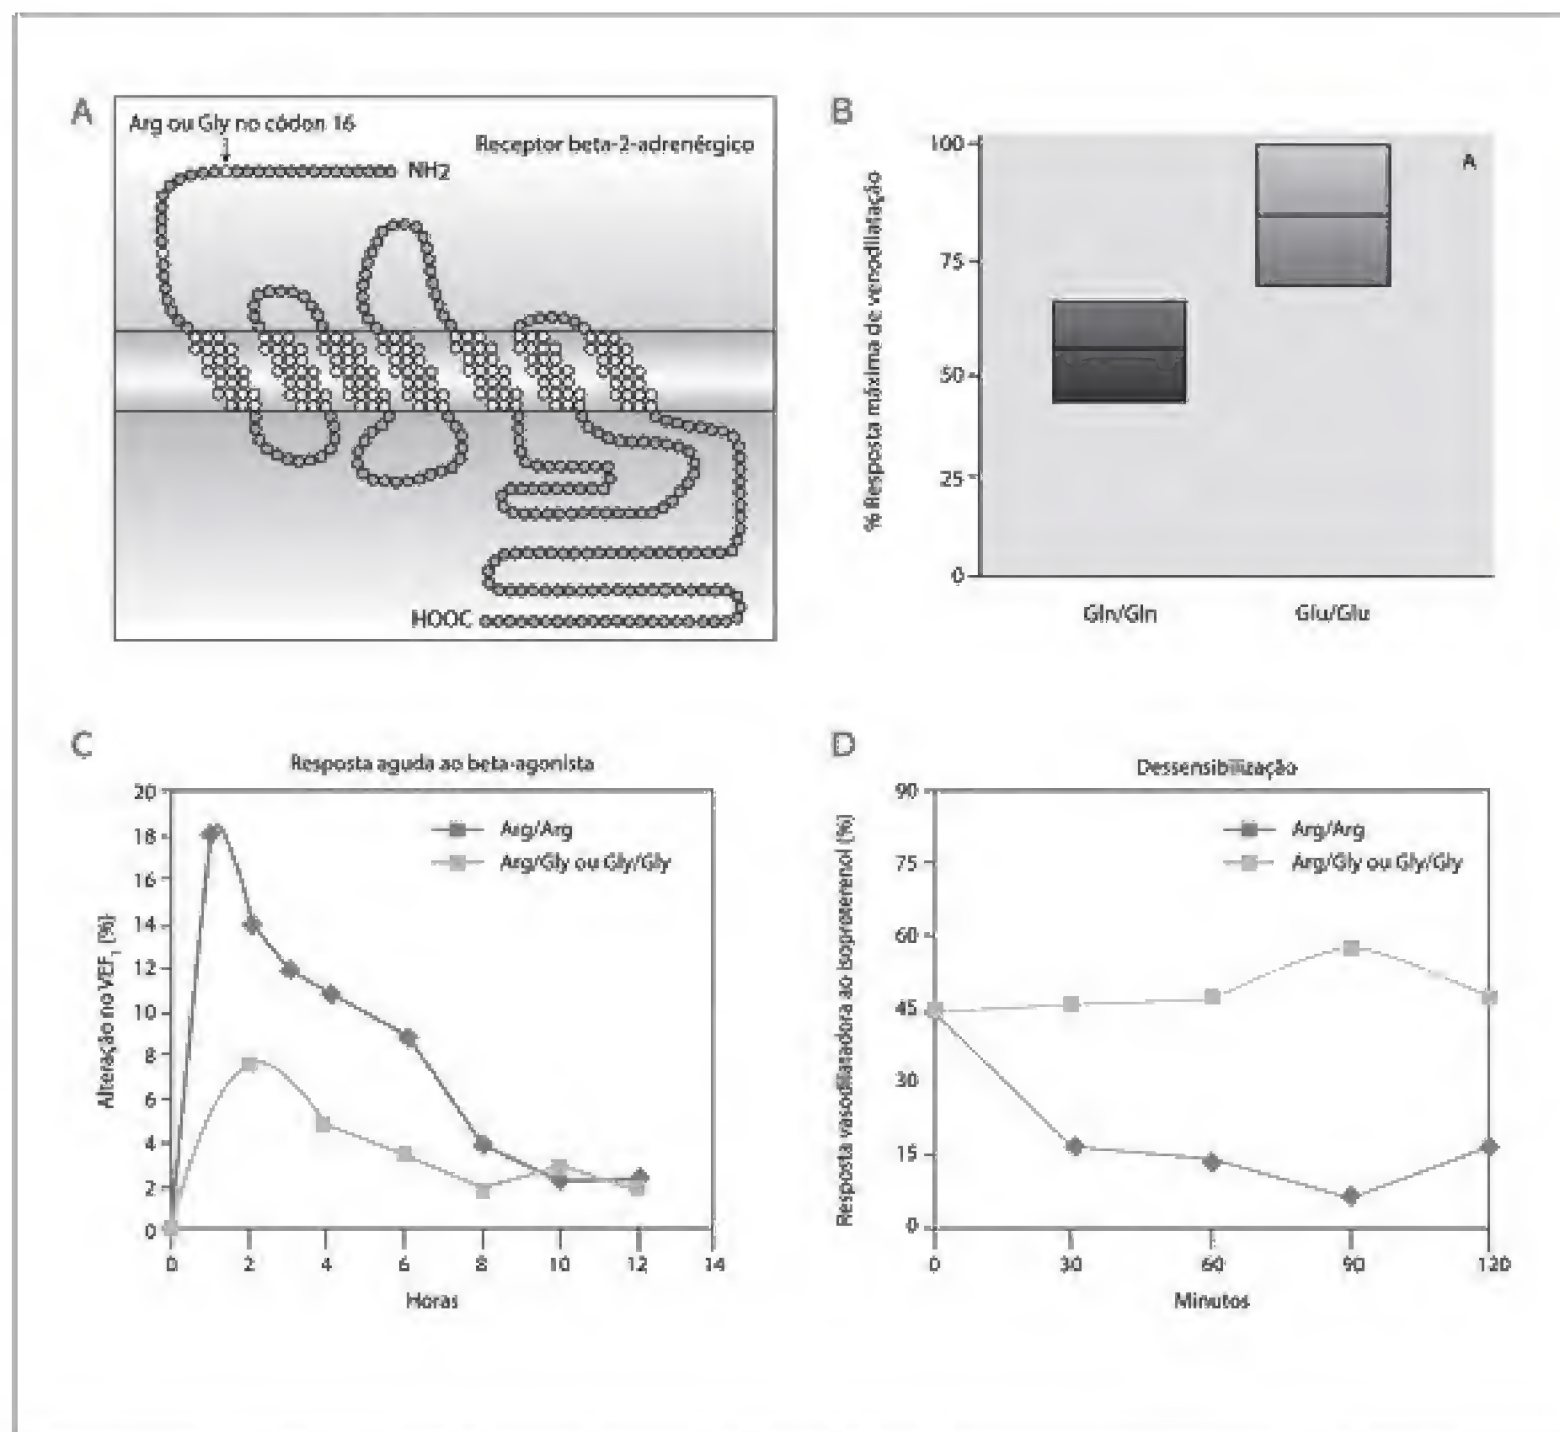 A
Arg ou Gly no códon 16
Receptor beta-2-adrenérgico
NH2
HOOC
B
% Resposta máxima de venodilatação
100
75
50
25
0
A
Gln/Gln
Glu/Glu
C
Resposta aguda ao beta-agonista
Alteração no VEF1 (%)
20
18
16
14
12
10
8
6
4
2
0
Arg/Arg
Arg/Gly ou Gly/Gly
0 2 4 6 8 10 12 14
Horas
D
Dessensibilização
Resposta vasodilatadora ao isoproterenol (%)
90
75
60
45
30
15
0
Arg/Arg
Arg/Gly ou Gly/Gly
0 30 60 90 120
Minutos